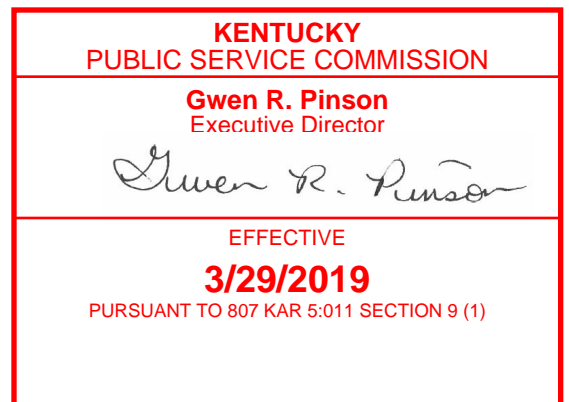 KENTUCKY
PUBLIC SERVICE COMMISSION
Gwen R. Pinson
Executive Director
Gwen R. Pinson
EFFECTIVE
3/29/2019
PURSUANT TO 807 KAR 5:011 SECTION 9 (1)